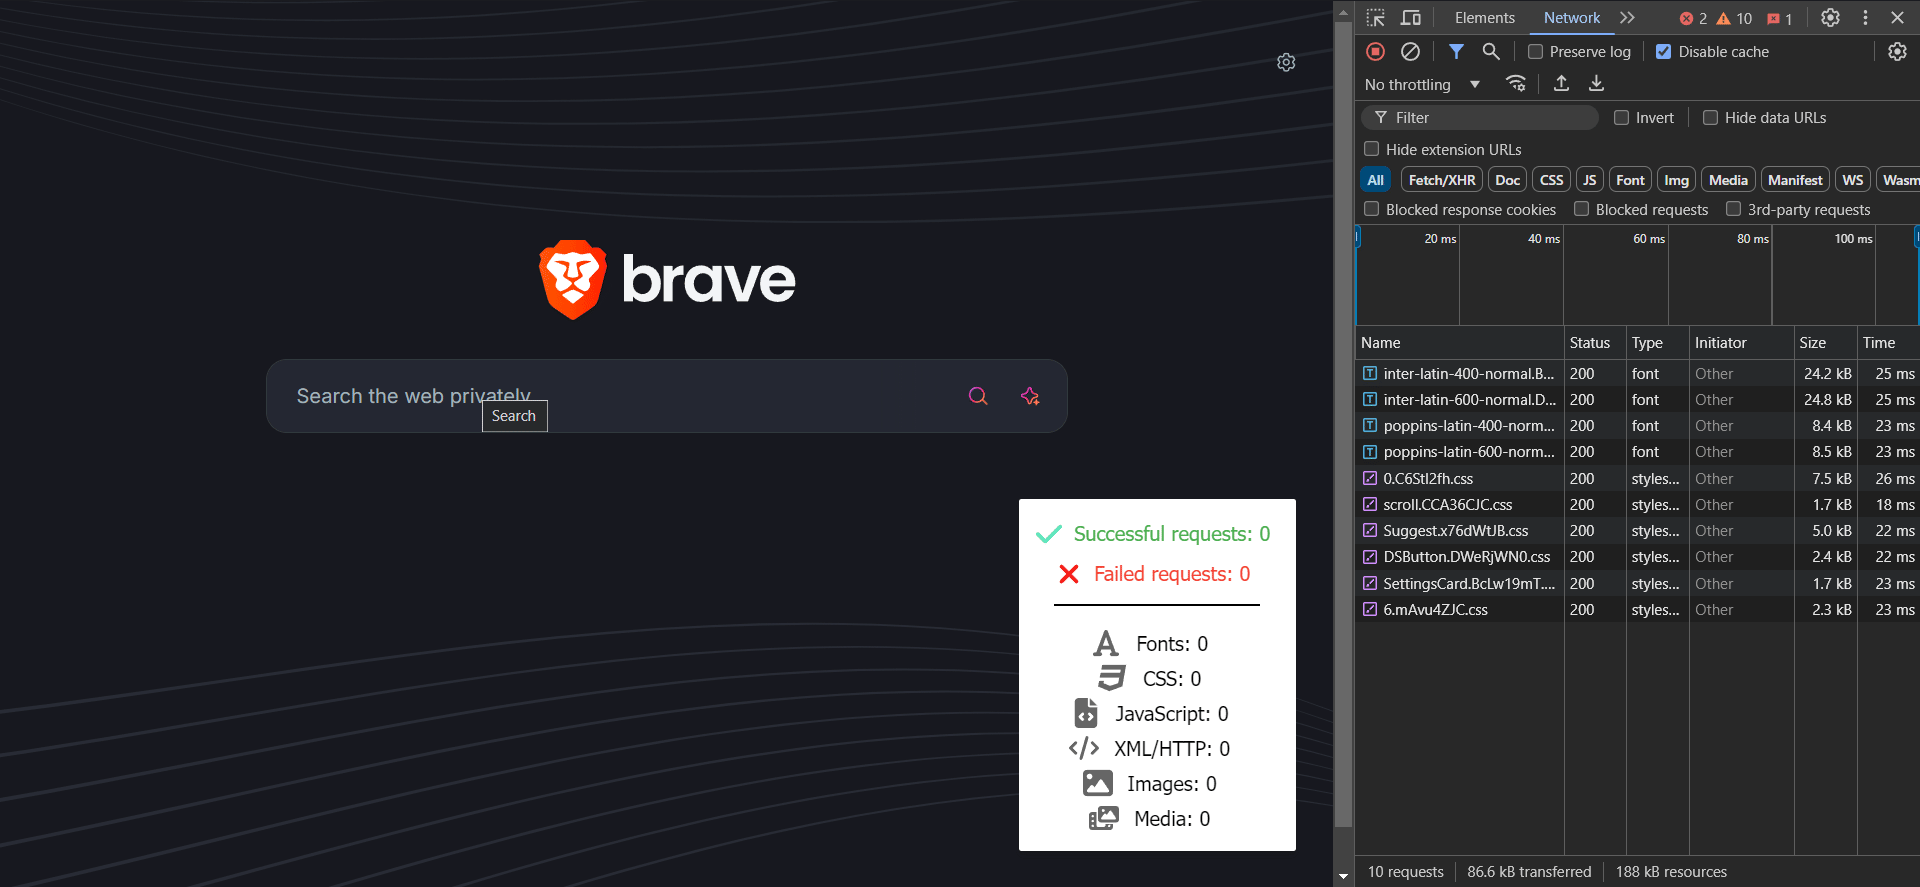 brave
Search the web privately
Search
Successful requests: 0
Failed requests: 0
Fonts: 0
CSS: 0
JavaScript: 0
XML/HTTP: 0
Images: 0
Media: 0
Elements Network 2 10 1
Preserve log Disable cache
No throttling
Filter Invert Hide data URLs
Hide extension URLs
All Fetch/XHR Doc CSS JS Font Img Media Manifest WS Wasm
Blocked response cookies Blocked requests 3rd-party requests
20 ms 40 ms 60 ms 80 ms 100 ms
Name Status Type Initiator Size Time
inter-latin-400-normal.B... 200 font Other 24.2 kB 25 ms
inter-latin-600-normal.D... 200 font Other 24.8 kB 25 ms
poppins-latin-400-norm... 200 font Other 8.4 kB 23 ms
poppins-latin-600-norm... 200 font Other 8.5 kB 23 ms
0.C6StI2fh.css 200 styles... Other 7.5 kB 26 ms
scroll.CCA36CJC.css 200 styles... Other 1.7 kB 18 ms
Suggest.x76dWtJB.css 200 styles... Other 5.0 kB 22 ms
DSButton.DWeRjWN0.css 200 styles... Other 2.4 kB 22 ms
SettingsCard.BcLw19mT.... 200 styles... Other 1.7 kB 23 ms
6.mAvu4ZJC.css 200 styles... Other 2.3 kB 23 ms
10 requests 86.6 kB transferred 188 kB resources